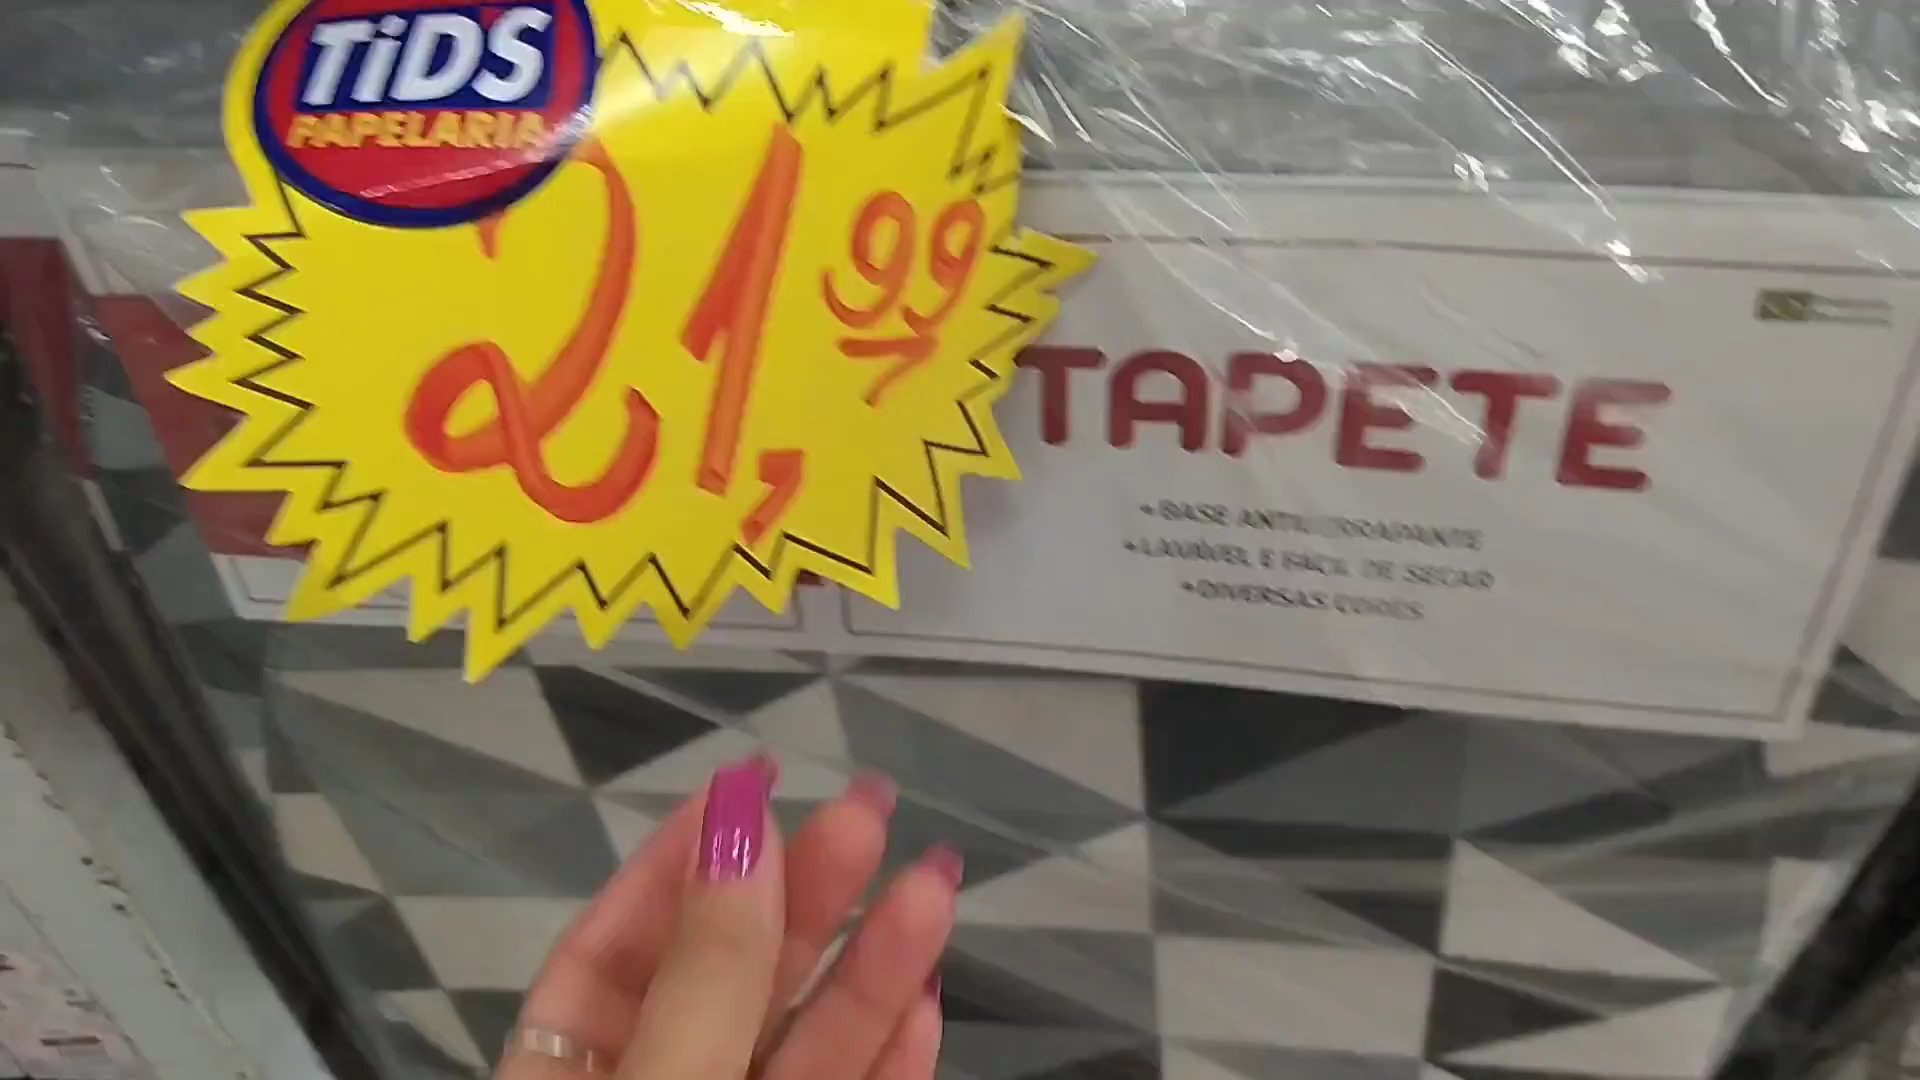 TiDS
PAPELARIA
21,99
TAPETE
•BASE ANTIDERRAPANTE
•LAVÁVEL E FÁCIL DE SECAR
•DIVERSAS CORES